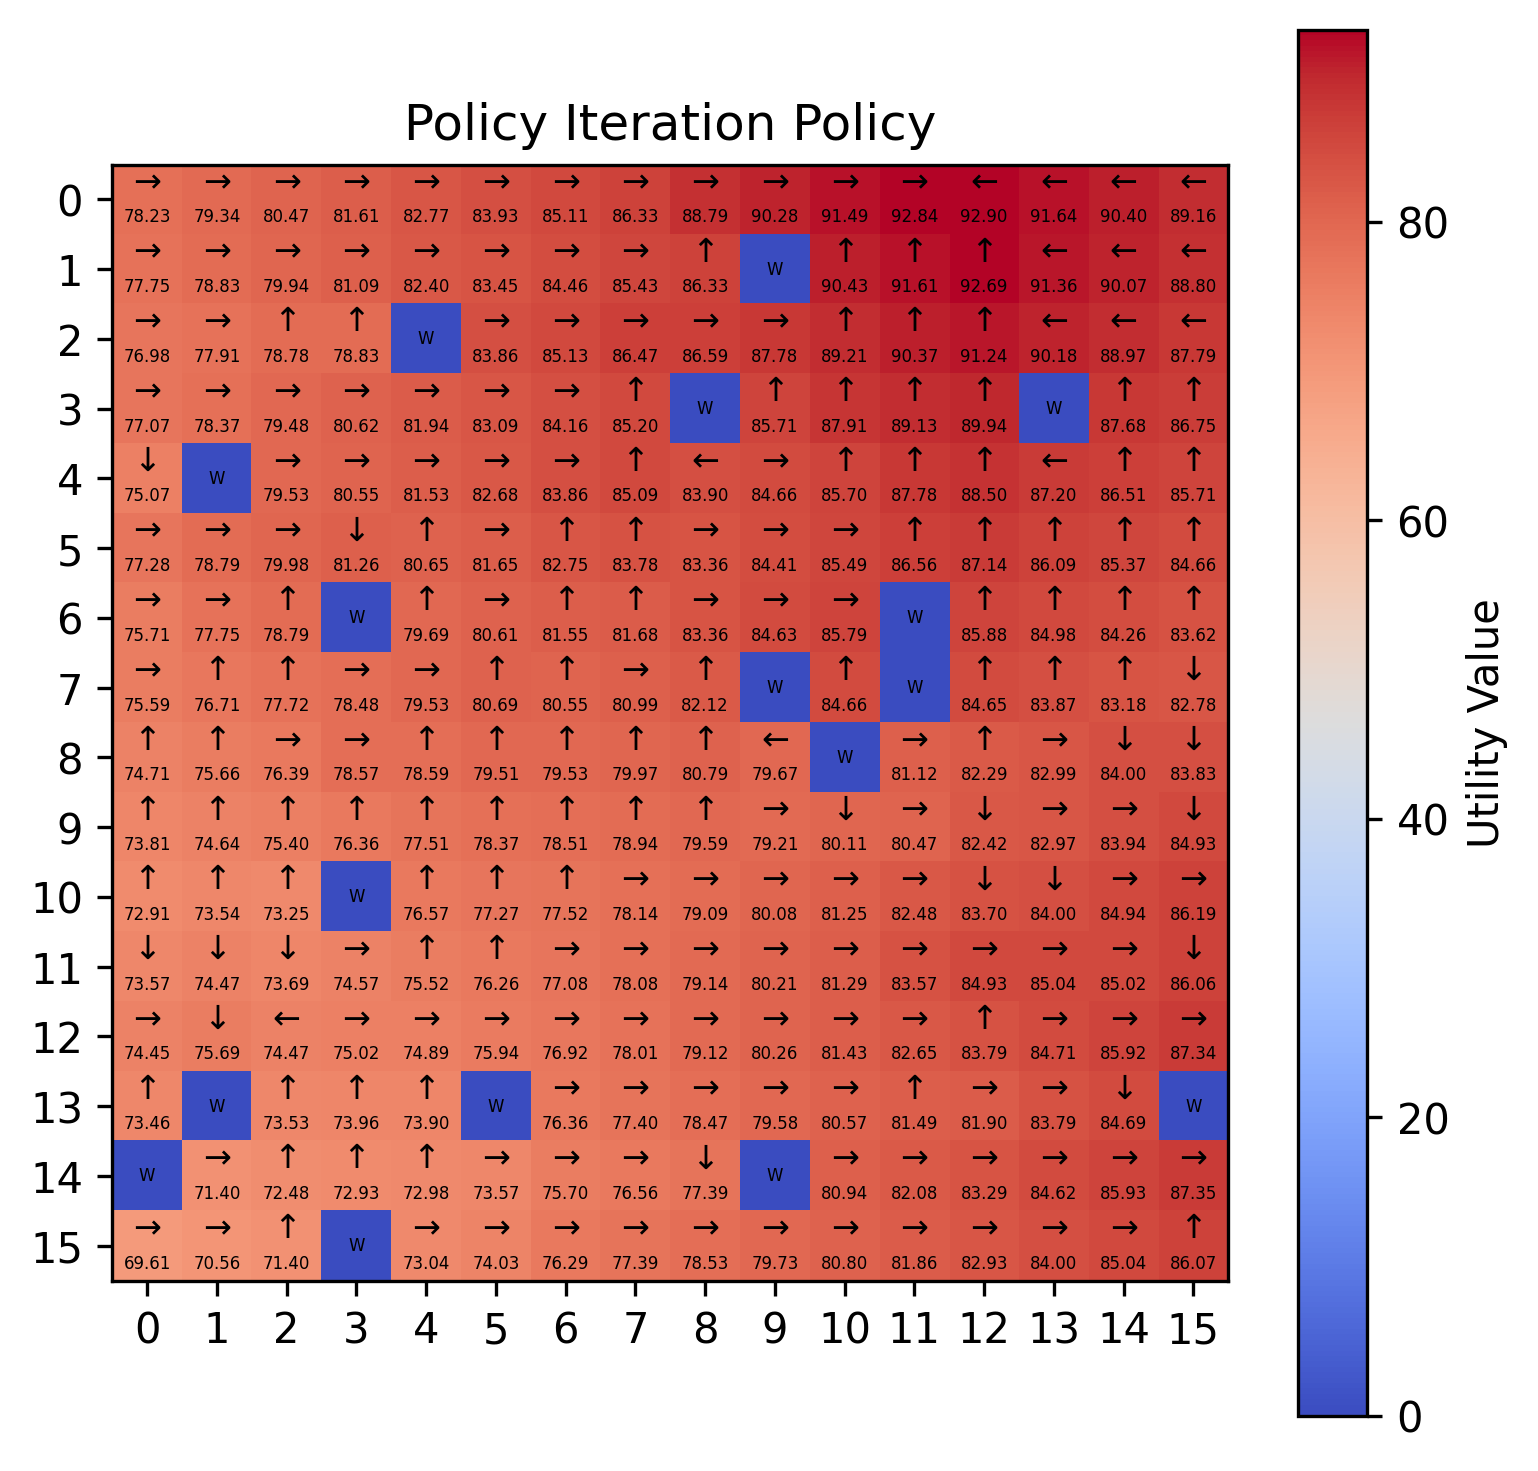 Policy Iteration Policy
0 → → → → → → → → → → → → ← ← ← ←
78.23 79.34 80.47 81.61 82.77 83.93 85.11 86.33 88.79 90.28 91.49 92.84 92.90 91.64 90.40 89.16
1 → → → → → → → → ↑ W ↑ ↑ ↑ ← ← ←
77.75 78.83 79.94 81.09 82.40 83.45 84.46 85.43 86.33 90.43 91.61 92.69 91.36 90.07 88.80
2 → → ↑ ↑ W → → → → → ↑ ↑ ↑ ← ← ←
76.98 77.91 78.78 78.83 83.86 85.13 86.47 86.59 87.78 89.21 90.37 91.24 90.18 88.97 87.79
3 → → → → → → → ↑ W ↑ ↑ ↑ ↑ W ↑ ↑
77.07 78.37 79.48 80.62 81.94 83.09 84.16 85.20 85.71 87.91 89.13 89.94 87.68 86.75
4 ↓ W → → → → → ↑ ← → ↑ ↑ ↑ ← ↑ ↑
75.07 79.53 80.55 81.53 82.68 83.86 85.09 83.90 84.66 85.70 87.78 88.50 87.20 86.51 85.71
5 → → → ↓ ↑ → ↑ ↑ → → → ↑ ↑ ↑ ↑ ↑
77.28 78.79 79.98 81.26 80.65 81.65 82.75 83.78 83.36 84.41 85.49 86.56 87.14 86.09 85.37 84.66
6 → → ↑ W ↑ → ↑ ↑ → → → W ↑ ↑ ↑ ↑
75.71 77.75 78.79 79.69 80.61 81.55 81.68 83.36 84.63 85.79 85.88 84.98 84.26 83.62
7 → ↑ ↑ → → ↑ ↑ → ↑ W ↑ W ↑ ↑ ↑ ↓
75.59 76.71 77.72 78.48 79.53 80.69 80.55 80.99 82.12 84.66 84.65 83.87 83.18 82.78
8 ↑ ↑ → → ↑ ↑ ↑ ↑ ↑ ← W → ↑ → ↓ ↓
74.71 75.66 76.39 78.57 78.59 79.51 79.53 79.97 80.79 79.67 81.12 82.29 82.99 84.00 83.83
9 ↑ ↑ ↑ ↑ ↑ ↑ ↑ ↑ ↑ → ↓ → ↓ → → ↓
73.81 74.64 75.40 76.36 77.51 78.37 78.51 78.94 79.59 79.21 80.11 80.47 82.42 82.97 83.94 84.93
10 ↑ ↑ ↑ W ↑ ↑ ↑ → → → → → ↓ ↓ → →
72.91 73.54 73.25 76.57 77.27 77.52 78.14 79.09 80.08 81.25 82.48 83.70 84.00 84.94 86.19
11 ↓ ↓ ↓ → ↑ ↑ → → → → → → → → → ↓
73.57 74.47 73.69 74.57 75.52 76.26 77.08 78.08 79.14 80.21 81.29 83.57 84.93 85.04 85.02 86.06
12 → ↓ ← → → → → → → → → → ↑ → → →
74.45 75.69 74.47 75.02 74.89 75.94 76.92 78.01 79.12 80.26 81.43 82.65 83.79 84.71 85.92 87.34
13 ↑ W ↑ ↑ ↑ W → → → → → ↑ → → ↓ W
73.46 73.53 73.96 73.90 76.36 77.40 78.47 79.58 80.57 81.49 81.90 83.79 84.69
14 W → ↑ ↑ ↑ → → → ↓ W → → → → → →
71.40 72.48 72.93 72.98 73.57 75.70 76.56 77.39 80.94 82.08 83.29 84.62 85.93 87.35
15 → → ↑ W → → → → → → → → → → → ↑
69.61 70.56 71.40 73.04 74.03 76.29 77.39 78.53 79.73 80.80 81.86 82.93 84.00 85.04 86.07
0 1 2 3 4 5 6 7 8 9 10 11 12 13 14 15
80
60
40
20
0
Utility Value